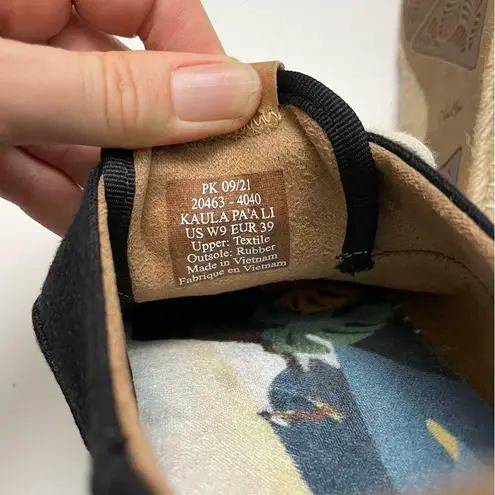 PK 09/21
20463 - 4040
KAULA PA'A LI
US W9 EUR 39
Upper: Textile
Outsole: Rubber
Made in Vietnam
Fabrique en Vietnam